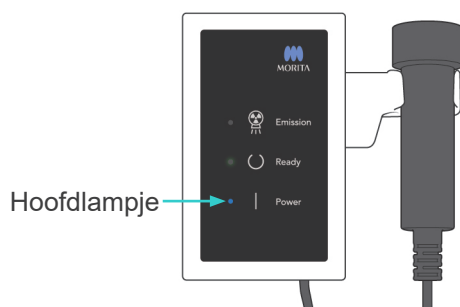 MORITA
Emission
Ready
Hoofdlampje
Power